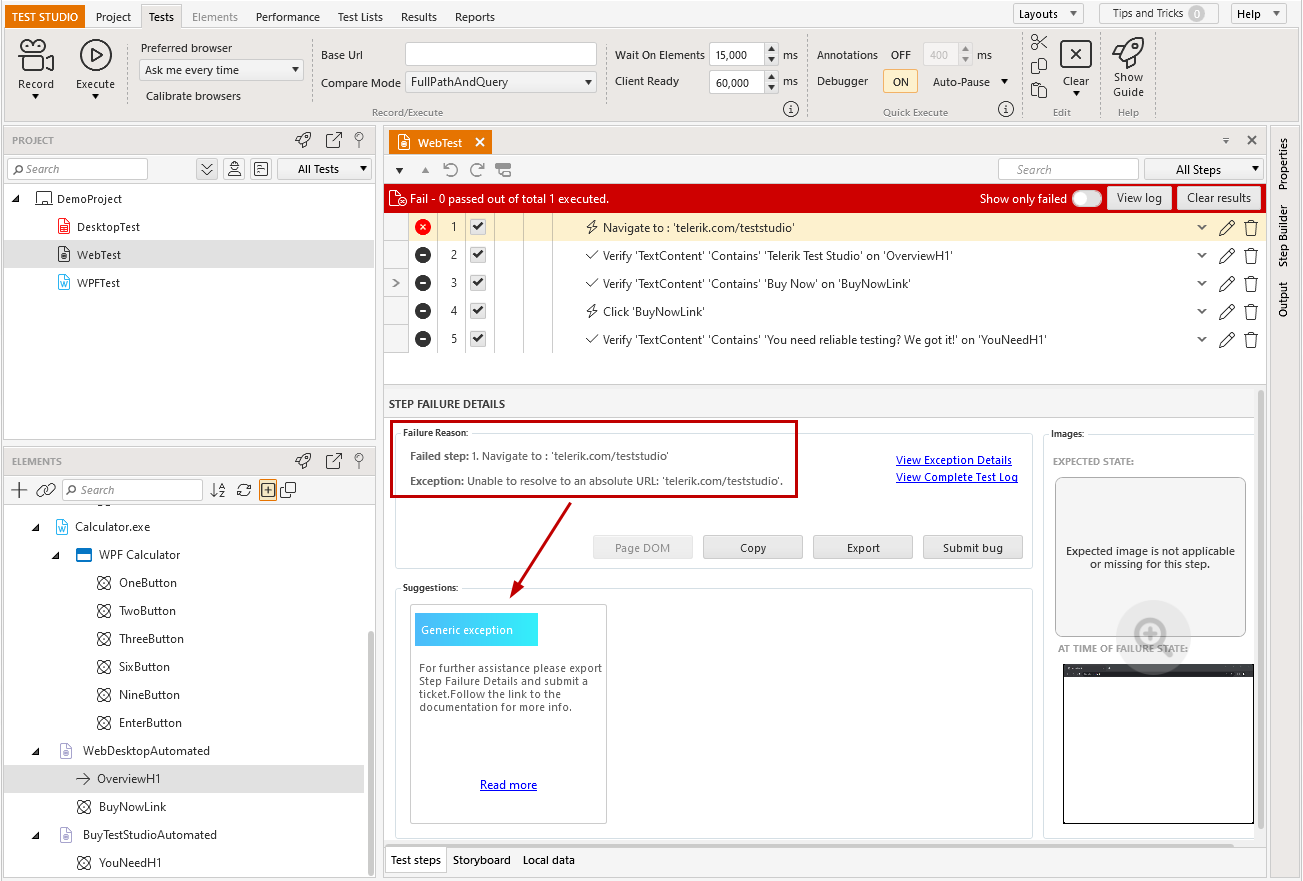 TEST STUDIO Project Tests Elements Performance Test Lists Results Reports Layouts Tips and Tricks 0 Help
Record
Execute
Preferred browser
Ask me every time
Calibrate browsers
Base Url
Compare Mode FullPathAndQuery
Record/Execute
Wait On Elements 15,000 ms
Client Ready 60,000 ms
Annotations OFF 400 ms
Debugger ON Auto-Pause
Quick Execute
Clear
Edit
Show
Guide
Help
PROJECT
Search All Tests
DemoProject
DesktopTest
WebTest
WPFTest
ELEMENTS
Search
Calculator.exe
WPF Calculator
OneButton
TwoButton
ThreeButton
SixButton
NineButton
EnterButton
WebDesktopAutomated
OverviewH1
BuyNowLink
BuyTestStudioAutomated
YouNeedH1
WebTest
Search All Steps
Fail - 0 passed out of total 1 executed. Show only failed View log Clear results
1 Navigate to : 'telerik.com/teststudio'
2 Verify 'TextContent' 'Contains' 'Telerik Test Studio' on 'OverviewH1'
3 Verify 'TextContent' 'Contains' 'Buy Now' on 'BuyNowLink'
4 Click 'BuyNowLink'
5 Verify 'TextContent' 'Contains' 'You need reliable testing? We got it!' on 'YouNeedH1'
STEP FAILURE DETAILS
Failure Reason:
Failed step: 1. Navigate to : 'telerik.com/teststudio'
Exception: Unable to resolve to an absolute URL: 'telerik.com/teststudio'.
View Exception Details
View Complete Test Log
Page DOM Copy Export Submit bug
Suggestions:
Generic exception
For further assistance please export
Step Failure Details and submit a
ticket.Follow the link to the
documentation for more info.
Read more
Images:
EXPECTED STATE:
Expected image is not applicable
or missing for this step.
AT TIME OF FAILURE STATE:
Test steps Storyboard Local data
Properties
Step Builder
Output